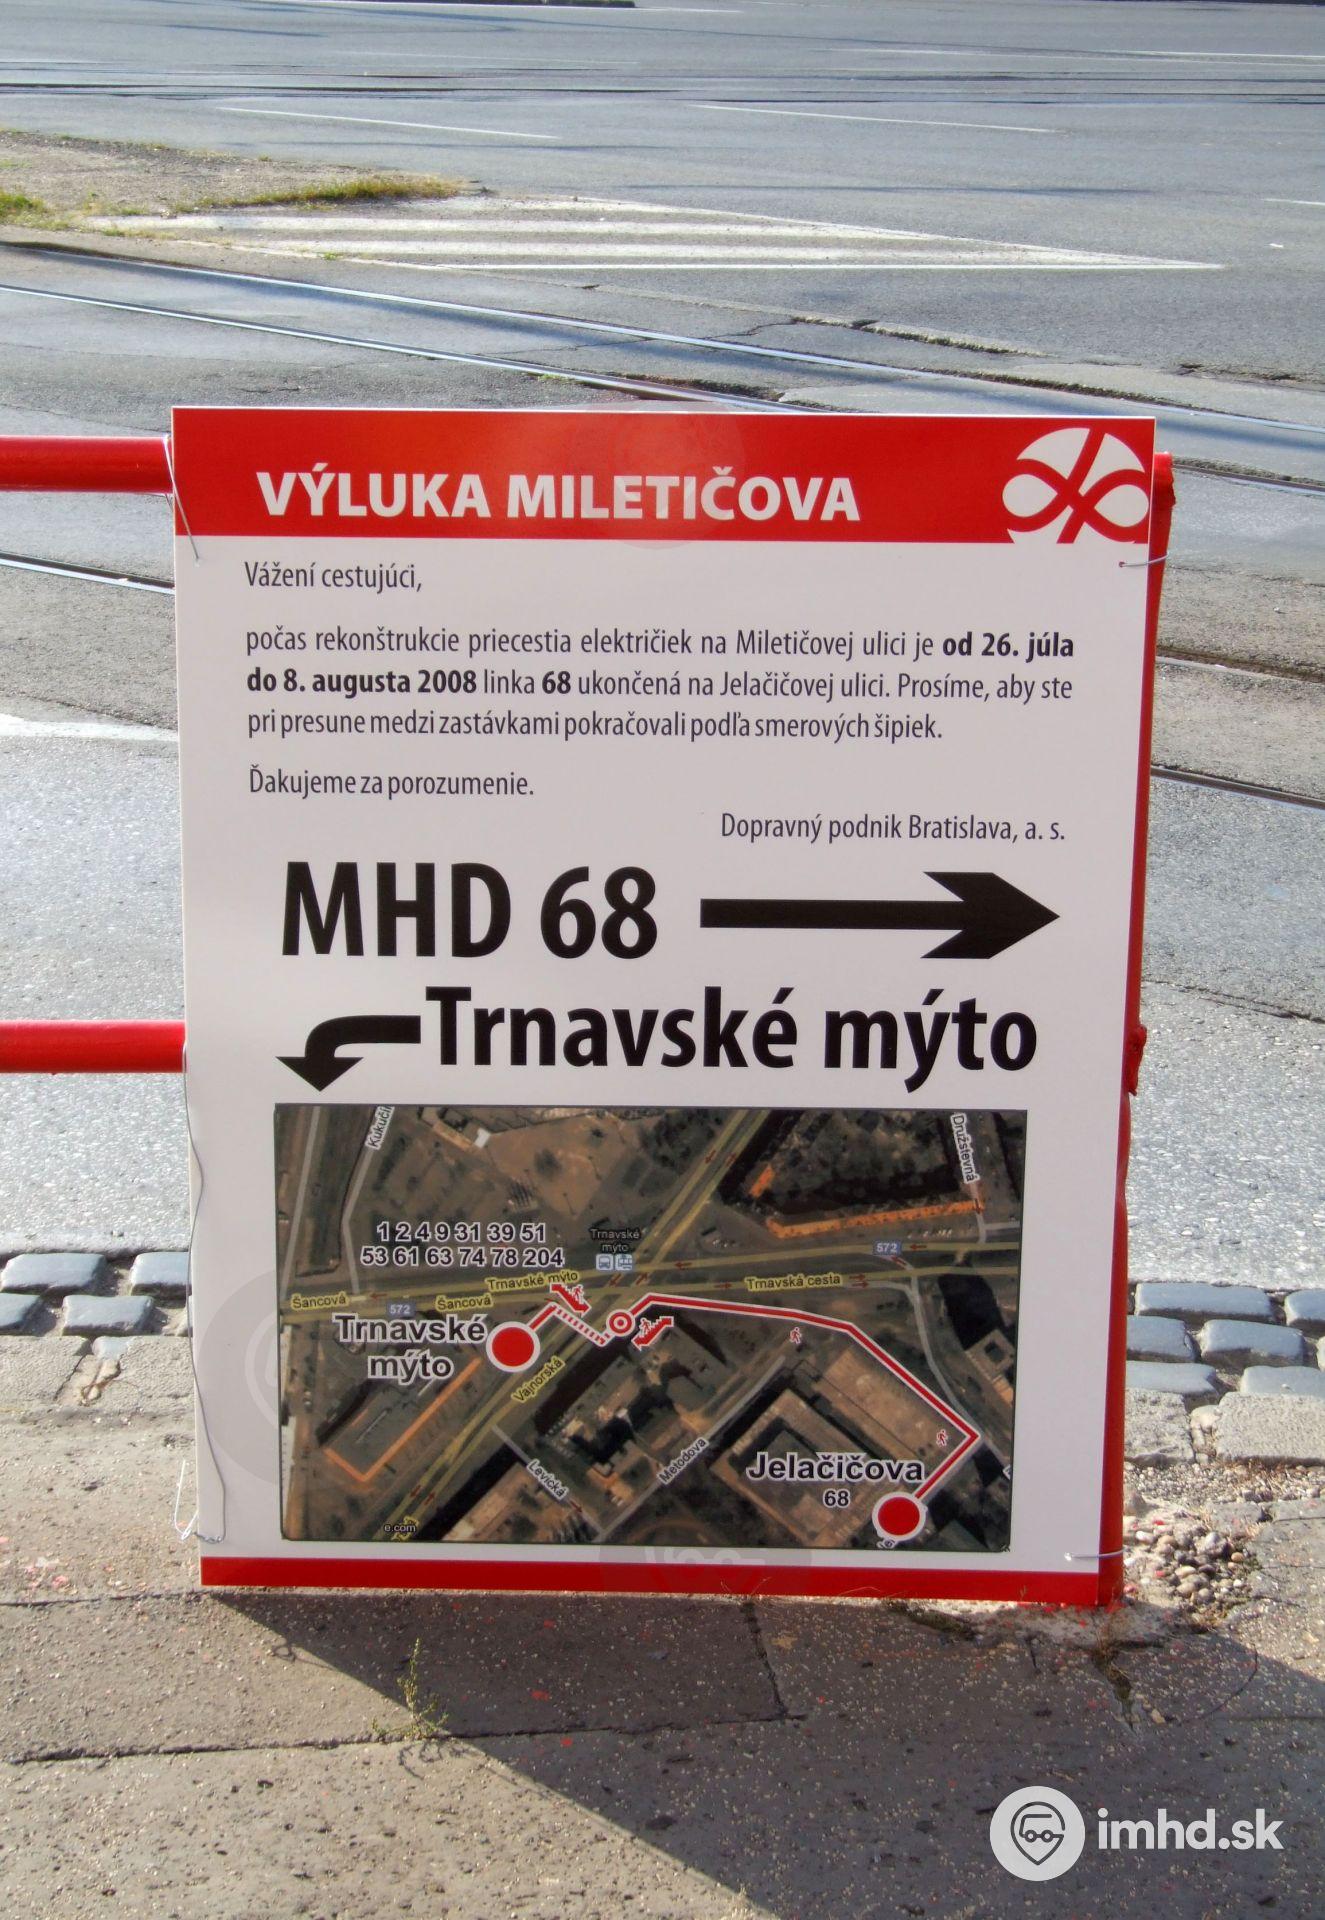 VÝLUKA MILETIČOVA
Vážení cestujúci,
počas rekonštrukcie priecestia električiek na Miletičovej ulici je od 26. júla
do 8. augusta 2008 linka 68 ukončená na Jelačičovej ulici. Prosíme, aby ste
pri presune medzi zastávkami pokračovali podľa smerových šipiek.
Ďakujeme za porozumenie.
Dopravný podnik Bratislava, a. s.
MHD 68
Trnavské mýto
Družstevná
1 2 4 9 31 39 51
53 61 63 74 78 204
Trnavské
mýto
572
Trnavské mýto
Trnavská cesta
Šancová
572
Šancová
Trnavské
mýto
Vajnorská
Levická
Metodova
Jelačičova
68
e.com
imhd.sk